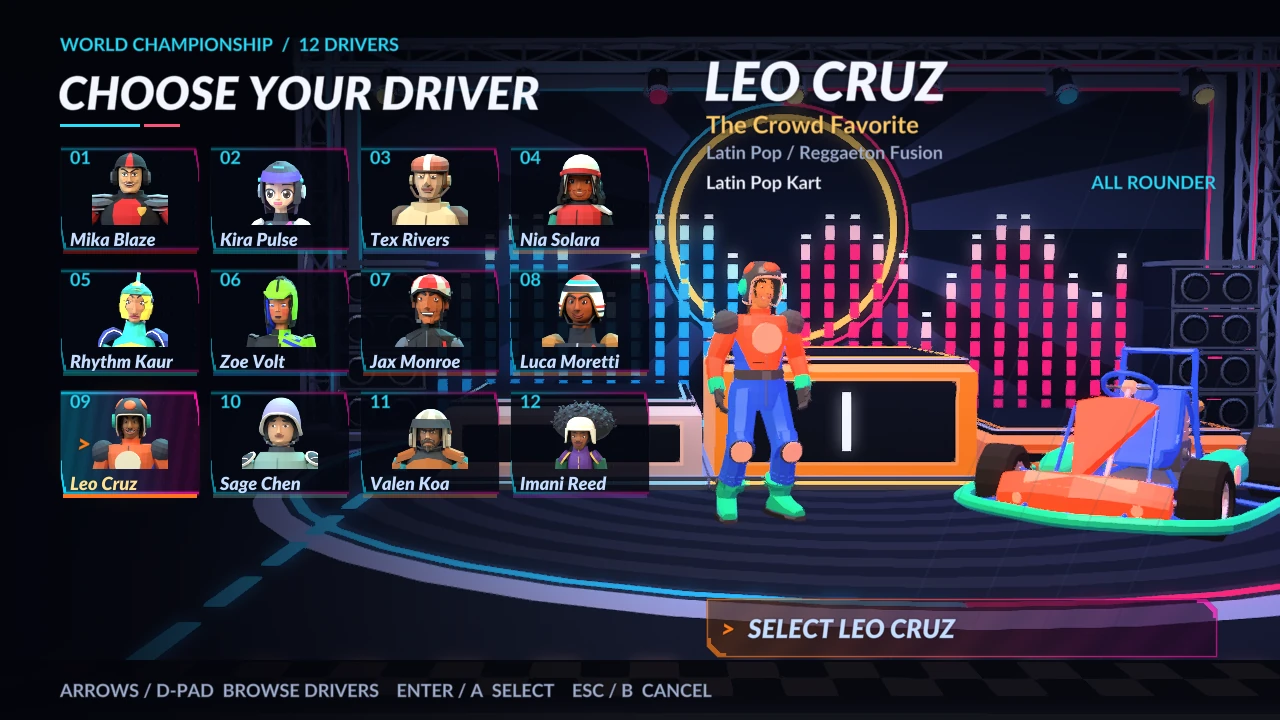 WORLD CHAMPIONSHIP / 12 DRIVERS
CHOOSE YOUR DRIVER
01
Mika Blaze
02
Kira Pulse
03
Tex Rivers
04
Nia Solara
05
Rhythm Kaur
06
Zoe Volt
07
Jax Monroe
08
Luca Moretti
09
> Leo Cruz
10
Sage Chen
11
Valen Koa
12
Imani Reed
LEO CRUZ
The Crowd Favorite
Latin Pop / Reggaeton Fusion
Latin Pop Kart
ALL ROUNDER
1
> SELECT LEO CRUZ
ARROWS / D-PAD BROWSE DRIVERS ENTER / A SELECT ESC / B CANCEL